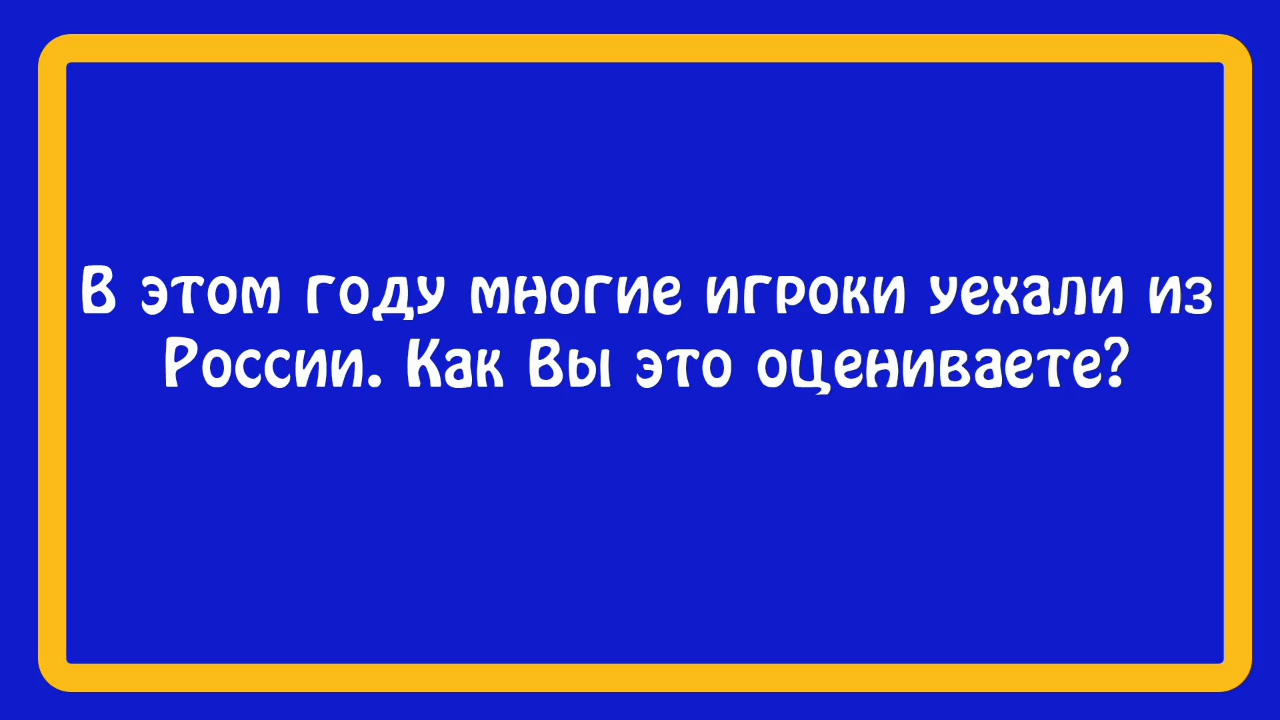 В этом году многие игроки уехали из
России. Как Вы это оцениваете?